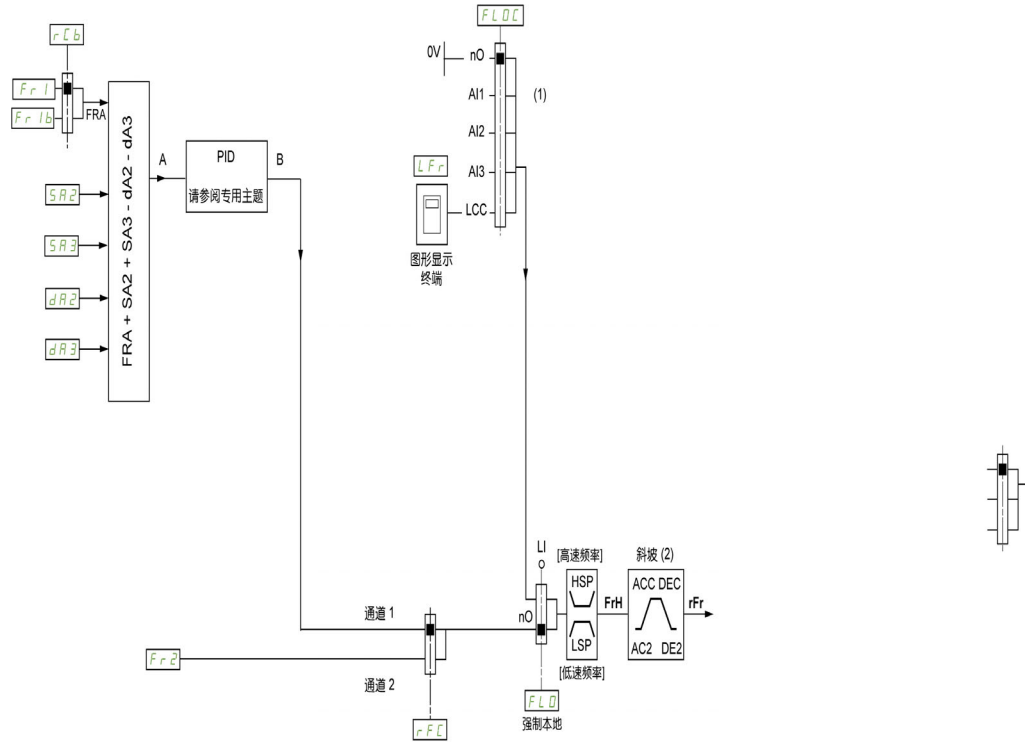 FLOC
rCb
0V
nO
Fr1
AI1
(1)
Fr1b
FRA
AI2
FRA + SA2 + SA3 - dA2 - dA3
A
PID
请参阅专用主题
B
LFr
AI3
SA2
LCC
SA3
图形显示
终端
dA2
dA3
LI
[高速频率]
斜坡 (2)
HSP
ACC DEC
FrH
rFr
通道 1
nO
LSP
AC2 DE2
Fr2
[低速频率]
通道 2
FLO
强制本地
rFC